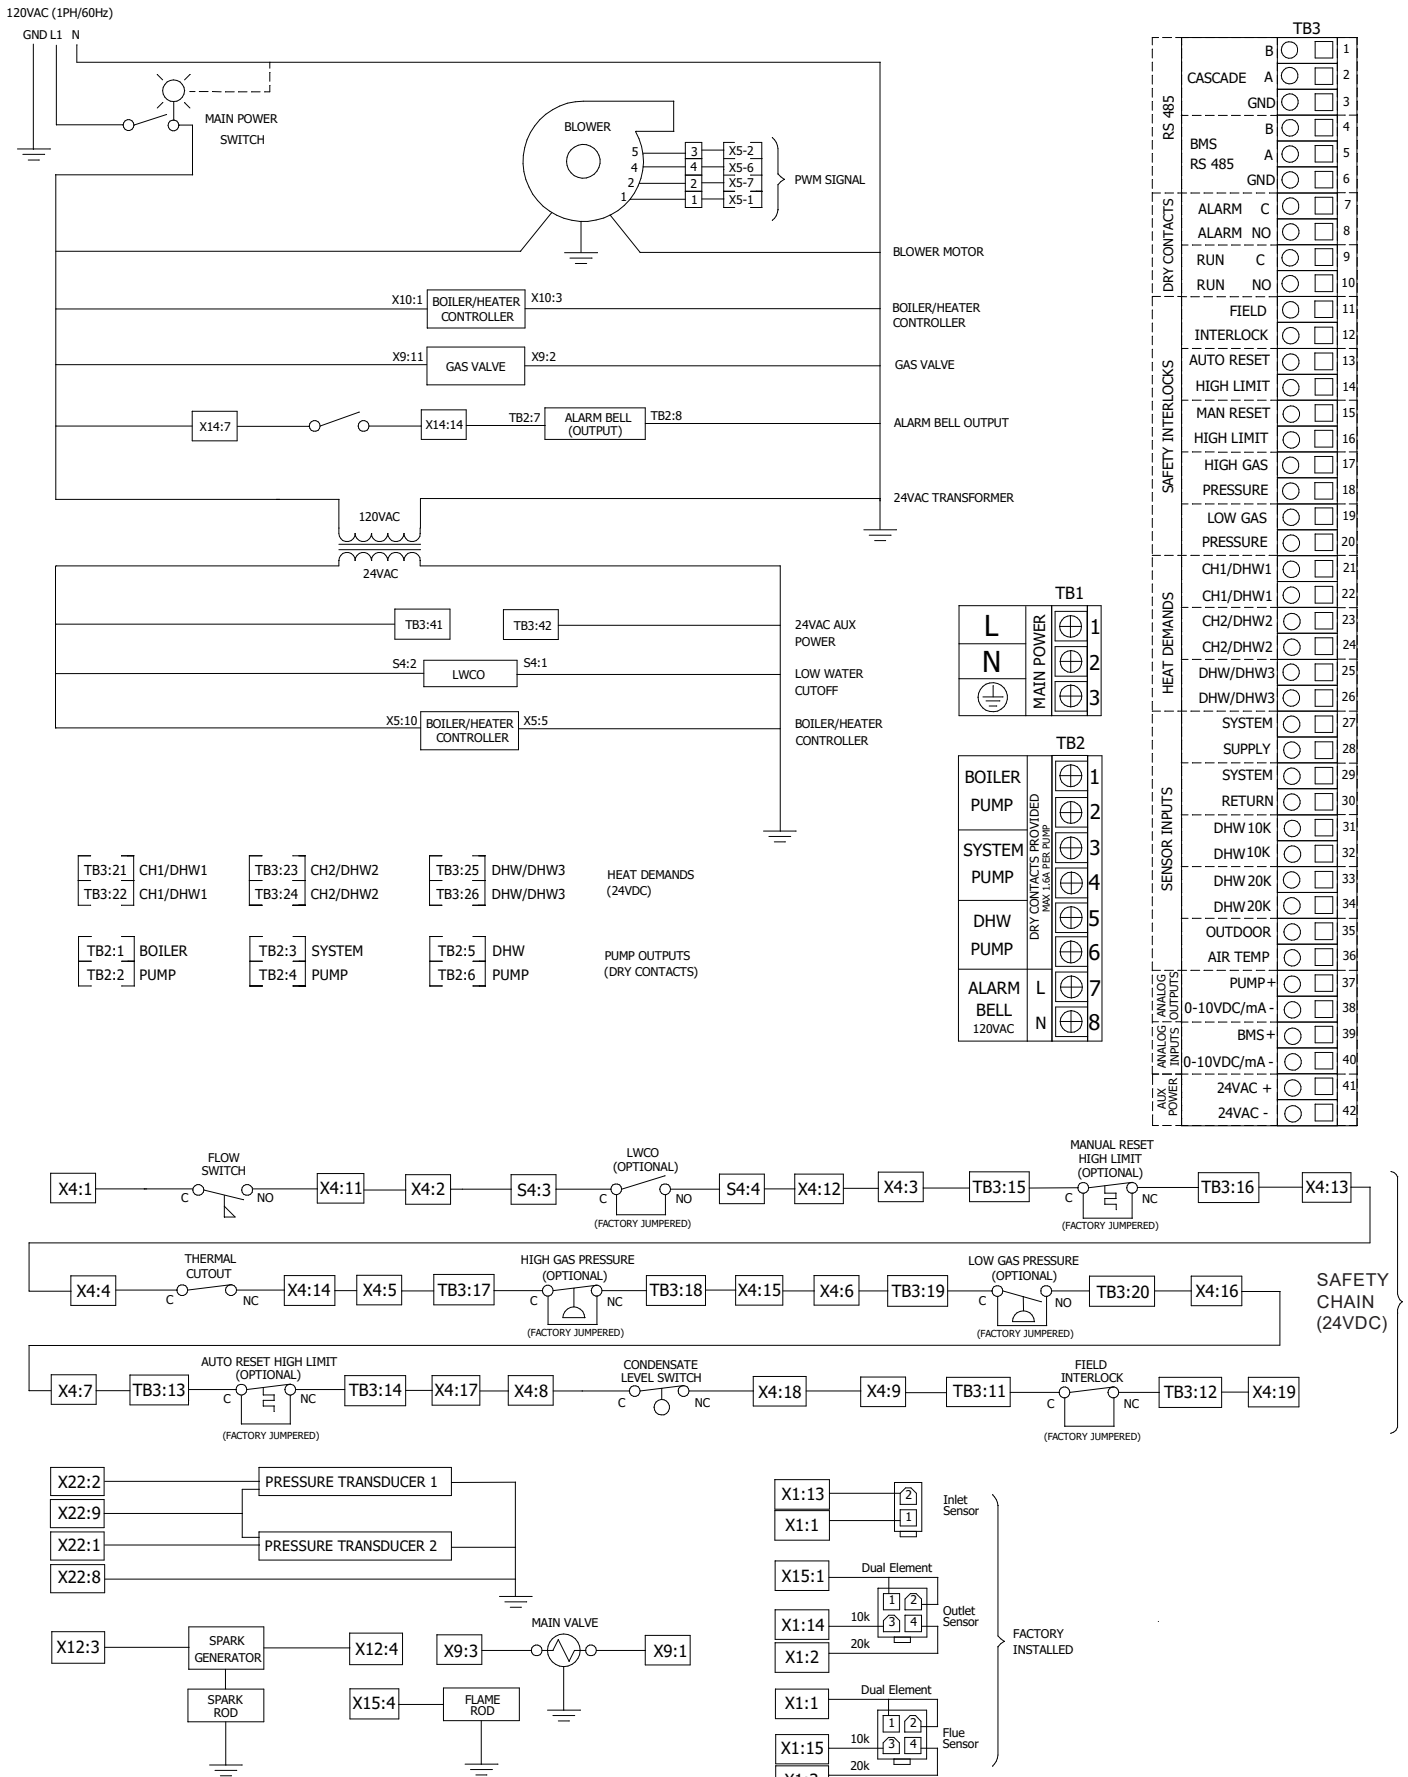 120VAC (1PH/60Hz)
GND L1 N
MAIN POWER
SWITCH
BLOWER
5 3 X5-2
4 4 X5-6
2 2 X5-7
1 1 X5-1
PWM SIGNAL
BLOWER MOTOR
X10:1 BOILER/HEATER X10:3
CONTROLLER
BOILER/HEATER
CONTROLLER
X9:11 GAS VALVE X9:2
GAS VALVE
X14:7 X14:14 TB2:7 ALARM BELL TB2:8
(OUTPUT)
ALARM BELL OUTPUT
24VAC TRANSFORMER
120VAC
24VAC
TB3:41 TB3:42
24VAC AUX
POWER
S4:2 LWCO S4:1
LOW WATER
CUTOFF
X5:10 BOILER/HEATER X5:5
CONTROLLER
BOILER/HEATER
CONTROLLER
TB3:21 CH1/DHW1 TB3:23 CH2/DHW2 TB3:25 DHW/DHW3
TB3:22 CH1/DHW1 TB3:24 CH2/DHW2 TB3:26 DHW/DHW3
HEAT DEMANDS
(24VDC)
TB2:1 BOILER TB2:3 SYSTEM TB2:5 DHW
TB2:2 PUMP TB2:4 PUMP TB2:6 PUMP
PUMP OUTPUTS
(DRY CONTACTS)
TB1
L 1
N 2
3
MAIN POWER
TB2
BOILER 1
PUMP 2
SYSTEM 3
PUMP 4
DHW 5
PUMP 6
DRY CONTACTS PROVIDED
MAX 1.6A PER PUMP
ALARM L 7
BELL
120VAC N 8
TB3
RS 485
B 1
CASCADE A 2
GND 3
B 4
BMS
RS 485
A 5
GND 6
DRY CONTACTS
ALARM C 7
ALARM NO 8
RUN C 9
RUN NO 10
SAFETY INTERLOCKS
FIELD 11
INTERLOCK 12
AUTO RESET 13
HIGH LIMIT 14
MAN RESET 15
HIGH LIMIT 16
HIGH GAS 17
PRESSURE 18
LOW GAS 19
PRESSURE 20
HEAT DEMANDS
CH1/DHW1 21
CH1/DHW1 22
CH2/DHW2 23
CH2/DHW2 24
DHW/DHW3 25
DHW/DHW3 26
SENSOR INPUTS
SYSTEM 27
SUPPLY 28
SYSTEM 29
RETURN 30
DHW 10K 31
DHW 10K 32
DHW 20K 33
DHW 20K 34
OUTDOOR 35
AIR TEMP 36
ANALOG
OUTPUTS
PUMP+ 37
0-10VDC/mA - 38
ANALOG
INPUTS
BMS+ 39
0-10VDC/mA - 40
AUX
POWER
24VAC + 41
24VAC - 42
FLOW
SWITCH
LWCO
(OPTIONAL)
MANUAL RESET
HIGH LIMIT
(OPTIONAL)
X4:1 C NO X4:11 X4:2 S4:3 C NO S4:4 X4:12 X4:3 TB3:15 C NC TB3:16 X4:13
(FACTORY JUMPERED) (FACTORY JUMPERED)
THERMAL
CUTOUT
HIGH GAS PRESSURE
(OPTIONAL)
LOW GAS PRESSURE
(OPTIONAL)
X4:4 C NC X4:14 X4:5 TB3:17 C NC TB3:18 X4:15 X4:6 TB3:19 C NO TB3:20 X4:16
(FACTORY JUMPERED) (FACTORY JUMPERED)
SAFETY
CHAIN
(24VDC)
AUTO RESET HIGH LIMIT
(OPTIONAL)
CONDENSATE
LEVEL SWITCH
FIELD
INTERLOCK
X4:7 TB3:13 C NC TB3:14 X4:17 X4:8 C NC X4:18 X4:9 TB3:11 C NC TB3:12 X4:19
(FACTORY JUMPERED) (FACTORY JUMPERED)
X22:2 PRESSURE TRANSDUCER 1
X22:9
X22:1 PRESSURE TRANSDUCER 2
X22:8
X12:3 SPARK
GENERATOR
X12:4
SPARK
ROD
MAIN VALVE
X9:3 X9:1
X15:4 FLAME
ROD
X1:13 2
X1:1 1
Inlet
Sensor
X15:1 Dual Element
1 2
X1:14 10k 3 4
X1:2 20k
Outlet
Sensor
X1:1 Dual Element
1 2
X1:15 10k 3 4
20k
Flue
Sensor
FACTORY
INSTALLED